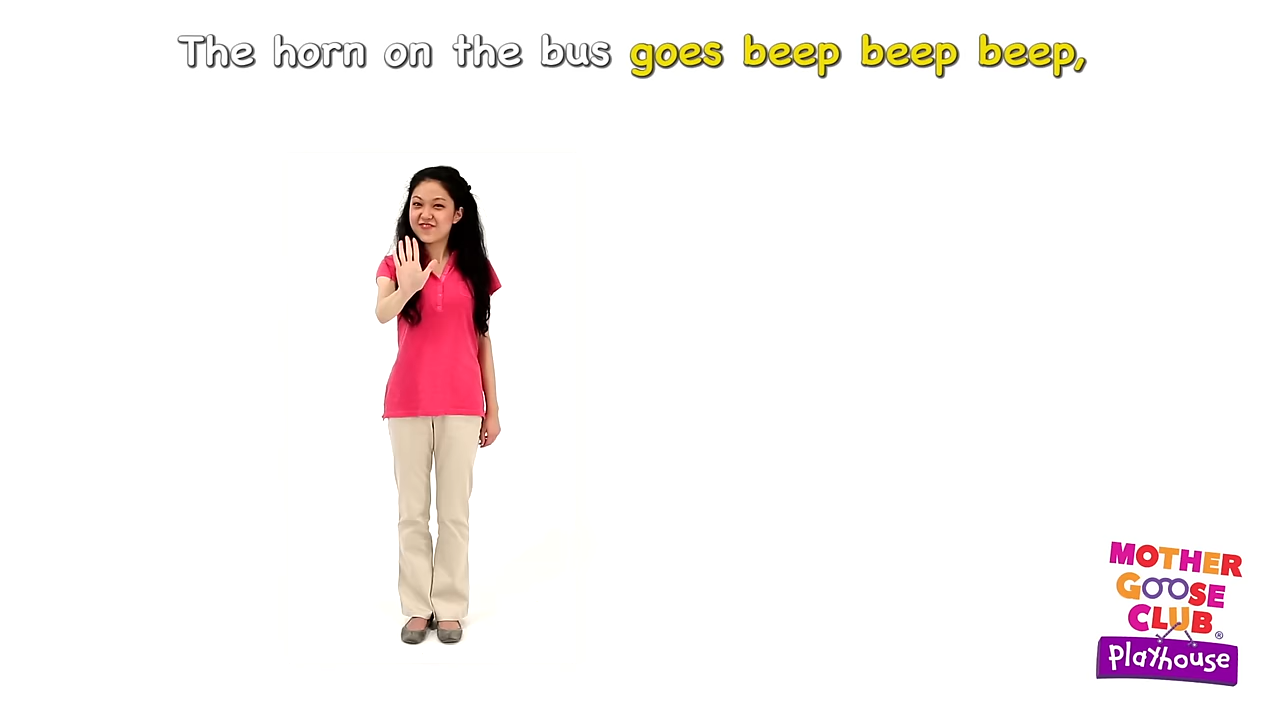 The horn on the bus goes beep beep beep,
MOTHER
GOOSE
CLUB®
Playhouse